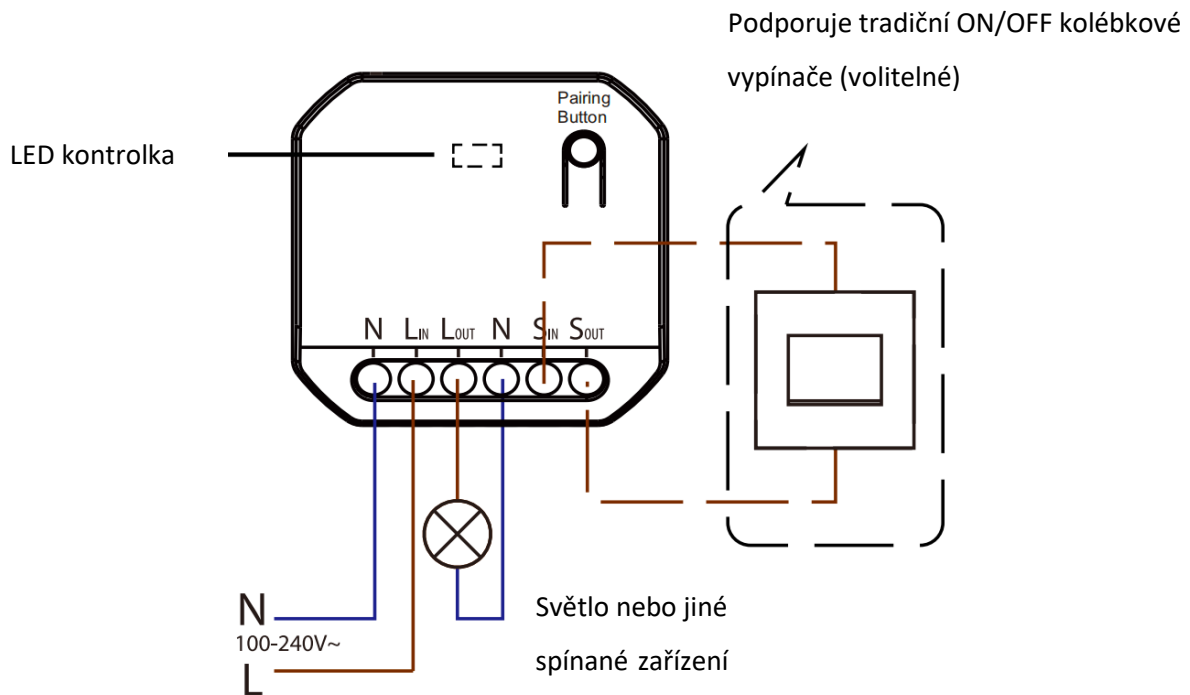 Podporuje tradiční ON/OFF kolébkové
vypínače (volitelné)
Pairing
Button
LED kontrolka
N LIN LOUT N SIN SOUT
N
100-240V~
L
Světlo nebo jiné
spínané zařízení